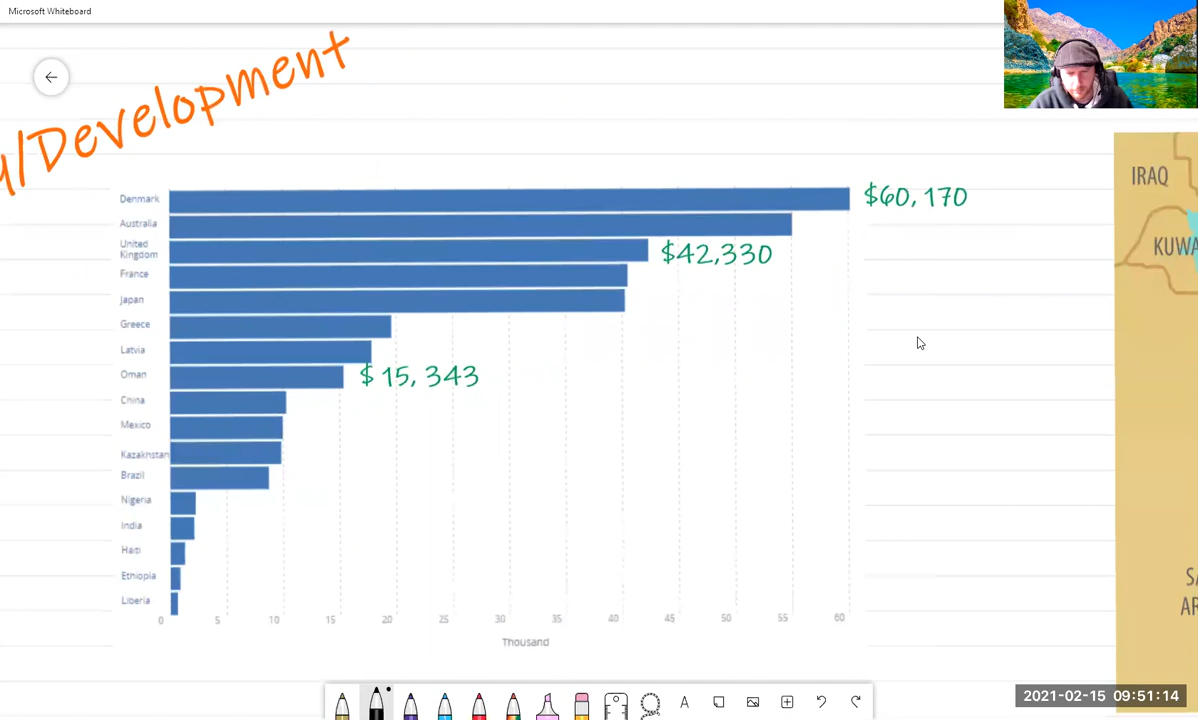 Microsoft Whiteboard
/Development
IRAQ
Denmark
$60,170
Australia
United
Kingdom
$42,330
KUWA
France
Japan
Greece
Latvia
Oman
$15,343
China
Mexico
Kazakhstan
Brazil
Nigeria
India
Haiti
Ethiopia
Liberia
SA
AR
0 5 10 15 20 25 30 35 40 45 50 55 60
Thousand
A
2021-02-15 09:51:14